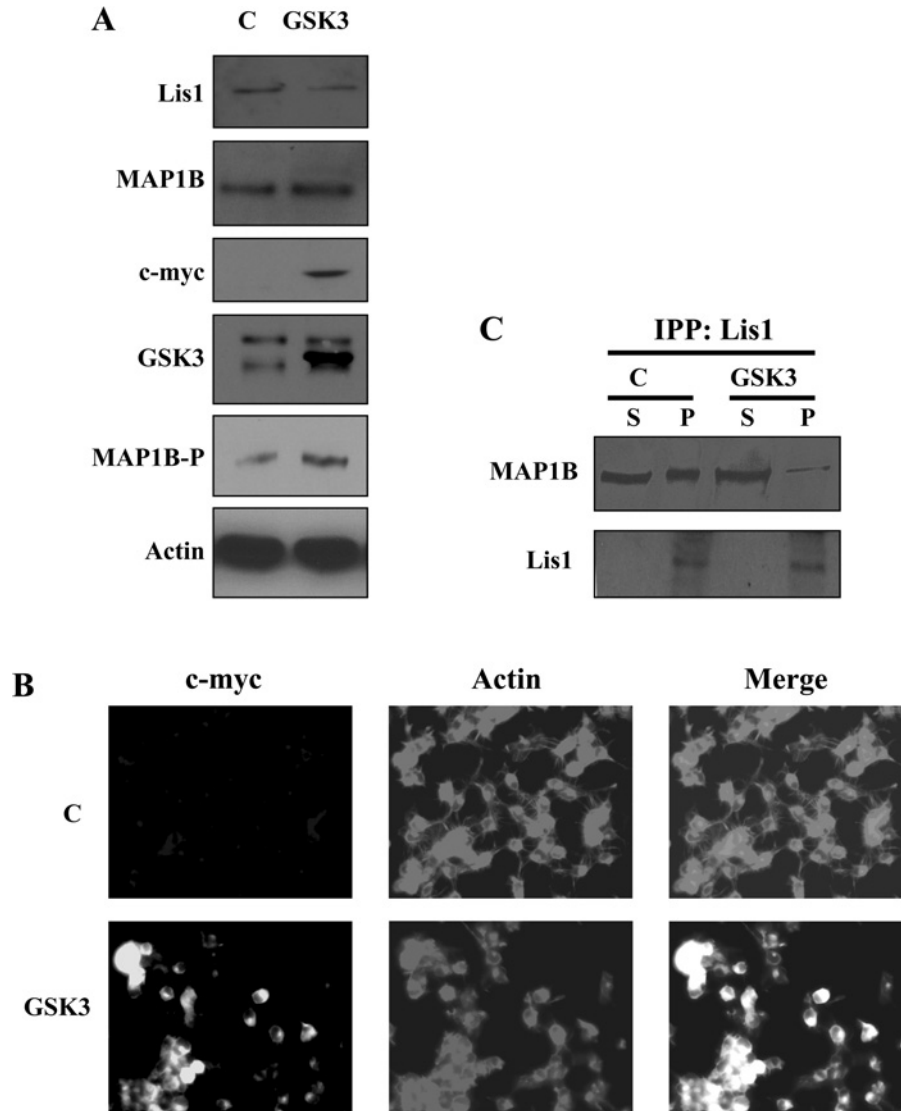 A
C GSK3
Lis1
MAP1B
c-myc
GSK3
MAP1B-P
Actin
C
IPP: Lis1
C GSK3
S P S P
MAP1B
Lis1
B
c-myc Actin Merge
C
GSK3